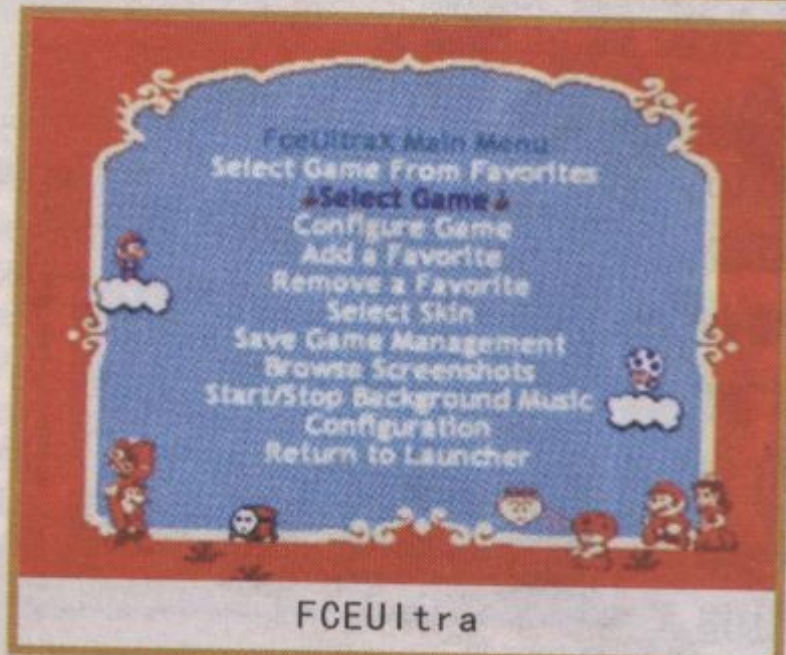 FceUltraX Main Menu
Select Game From Favorites
Select Game
Configure Game
Add a Favorite
Remove a Favorite
Select Skin
Save Game Management
Browse Screenshots
Start/Stop Background Music
Configuration
Return to Launcher
FCEUltra